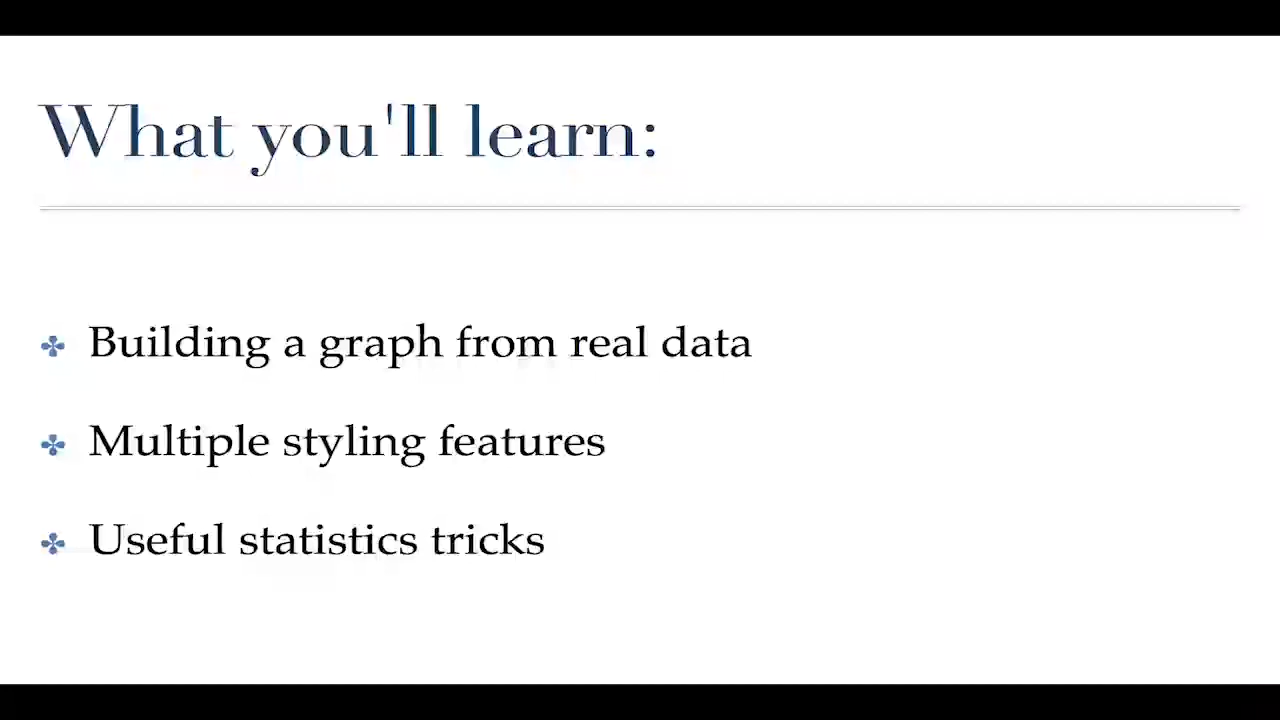 What you'll learn:
Building a graph from real data
Multiple styling features
Useful statistics tricks